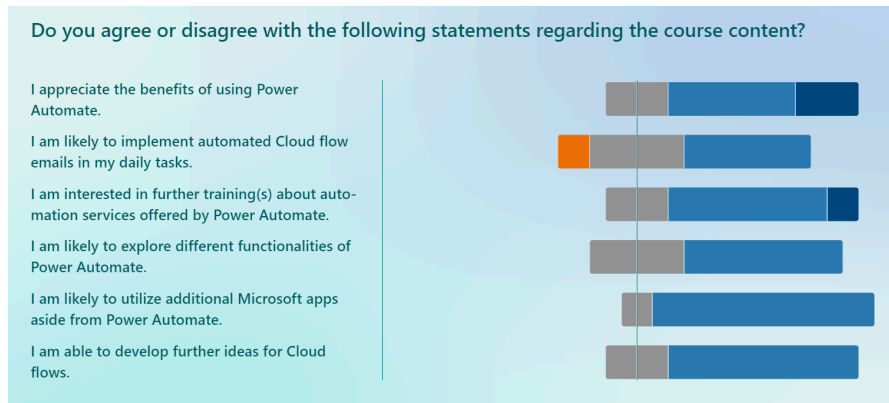 Do you agree or disagree with the following statements regarding the course content?
I appreciate the benefits of using Power
Automate.
I am likely to implement automated Cloud flow
emails in my daily tasks.
I am interested in further training(s) about auto-
mation services offered by Power Automate.
I am likely to explore different functionalities of
Power Automate.
I am likely to utilize additional Microsoft apps
aside from Power Automate.
I am able to develop further ideas for Cloud
flows.